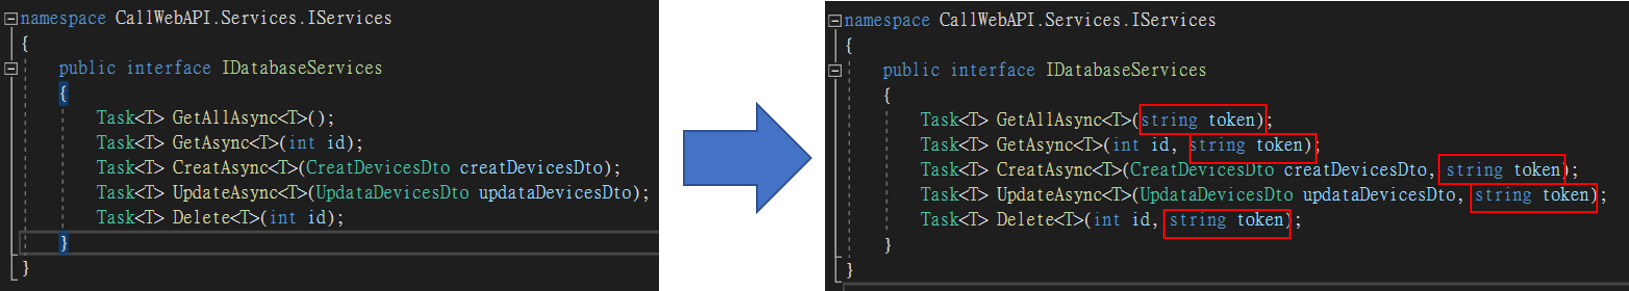 namespace CallWebAPI.Services.IServices
{
public interface IDatabaseServices
{
Task<T> GetAllAsync<T>();
Task<T> GetAsync<T>(int id);
Task<T> CreatAsync<T>(CreatDevicesDto creatDevicesDto);
Task<T> UpdateAsync<T>(UpdataDevicesDto updataDevicesDto);
Task<T> Delete<T>(int id);
}
}
namespace CallWebAPI.Services.IServices
{
public interface IDatabaseServices
{
Task<T> GetAllAsync<T>(string token);
Task<T> GetAsync<T>(int id, string token);
Task<T> CreatAsync<T>(CreatDevicesDto creatDevicesDto, string token);
Task<T> UpdateAsync<T>(UpdataDevicesDto updataDevicesDto, string token);
Task<T> Delete<T>(int id, string token);
}
}